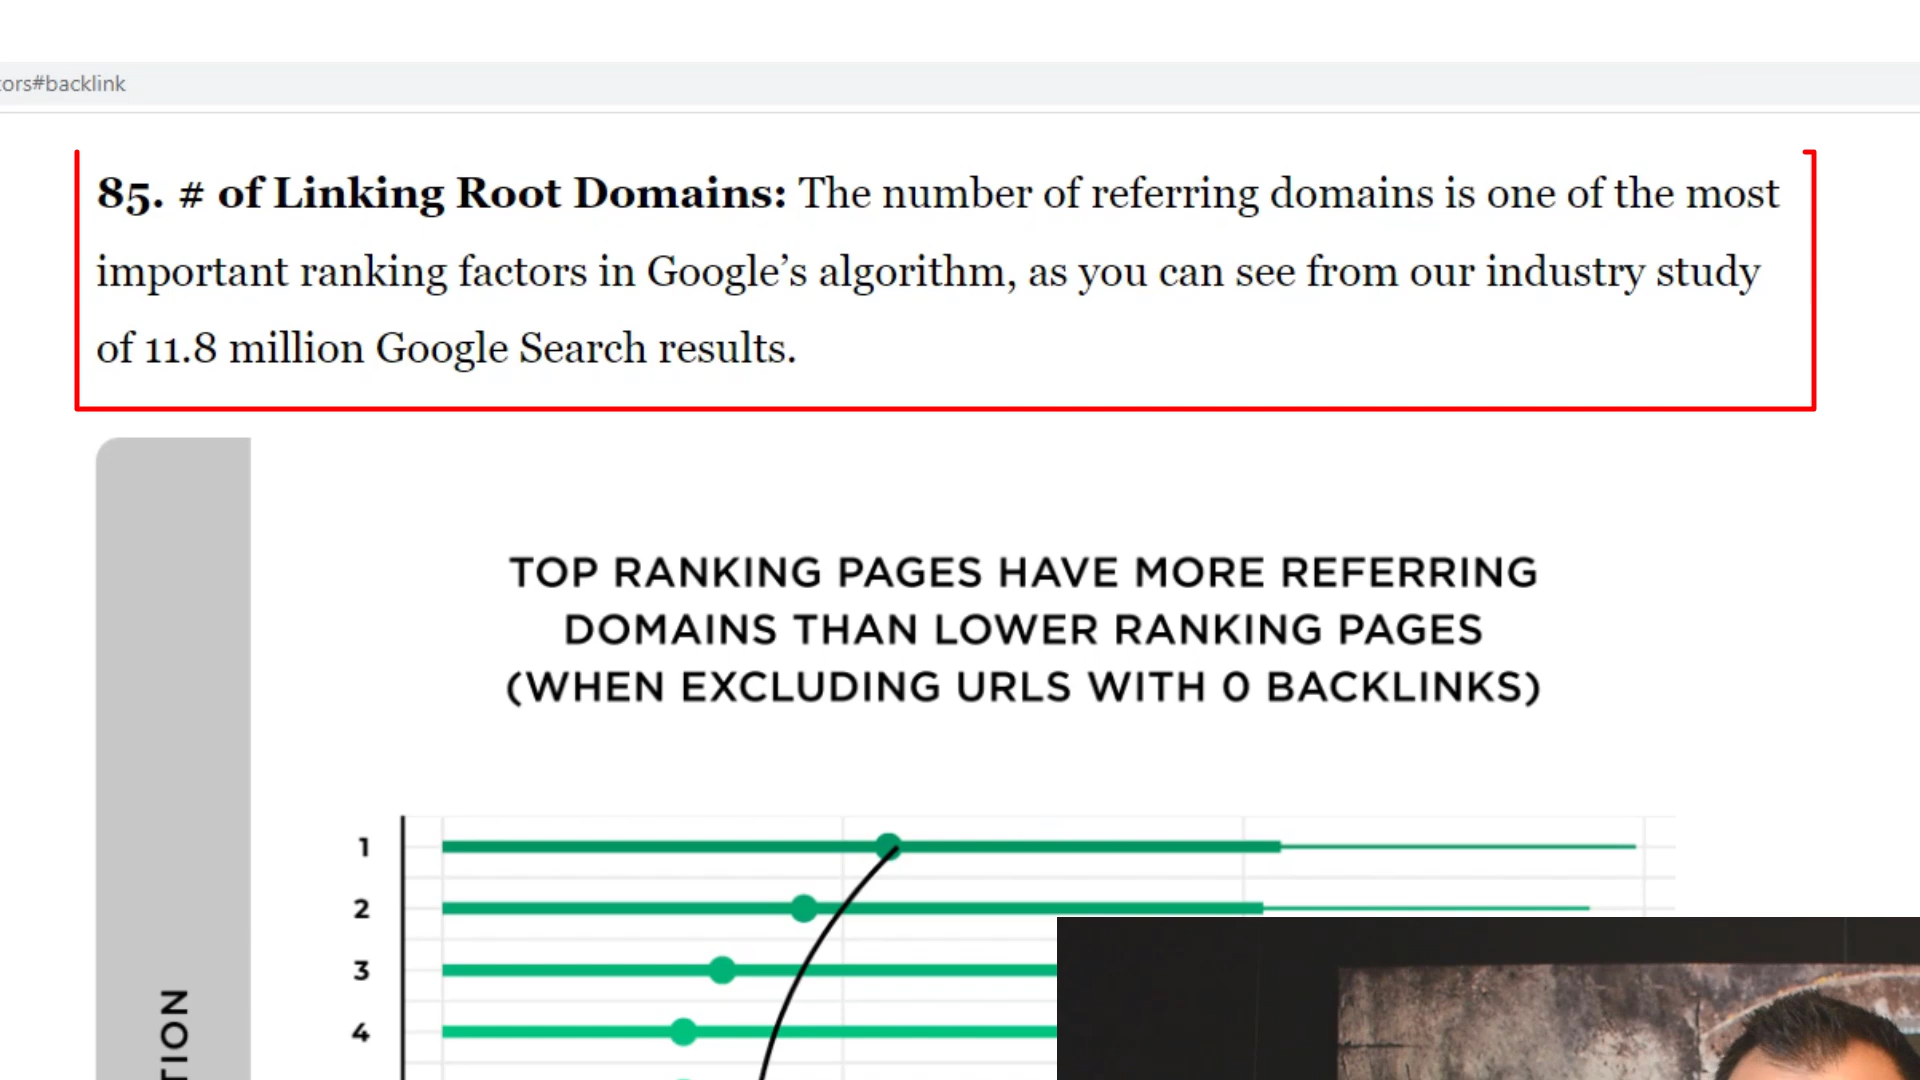 ors#backlink
85. # of Linking Root Domains: The number of referring domains is one of the most
important ranking factors in Google’s algorithm, as you can see from our industry study
of 11.8 million Google Search results.
TOP RANKING PAGES HAVE MORE REFERRING
DOMAINS THAN LOWER RANKING PAGES
(WHEN EXCLUDING URLS WITH 0 BACKLINKS)
1
2
3
4
TION